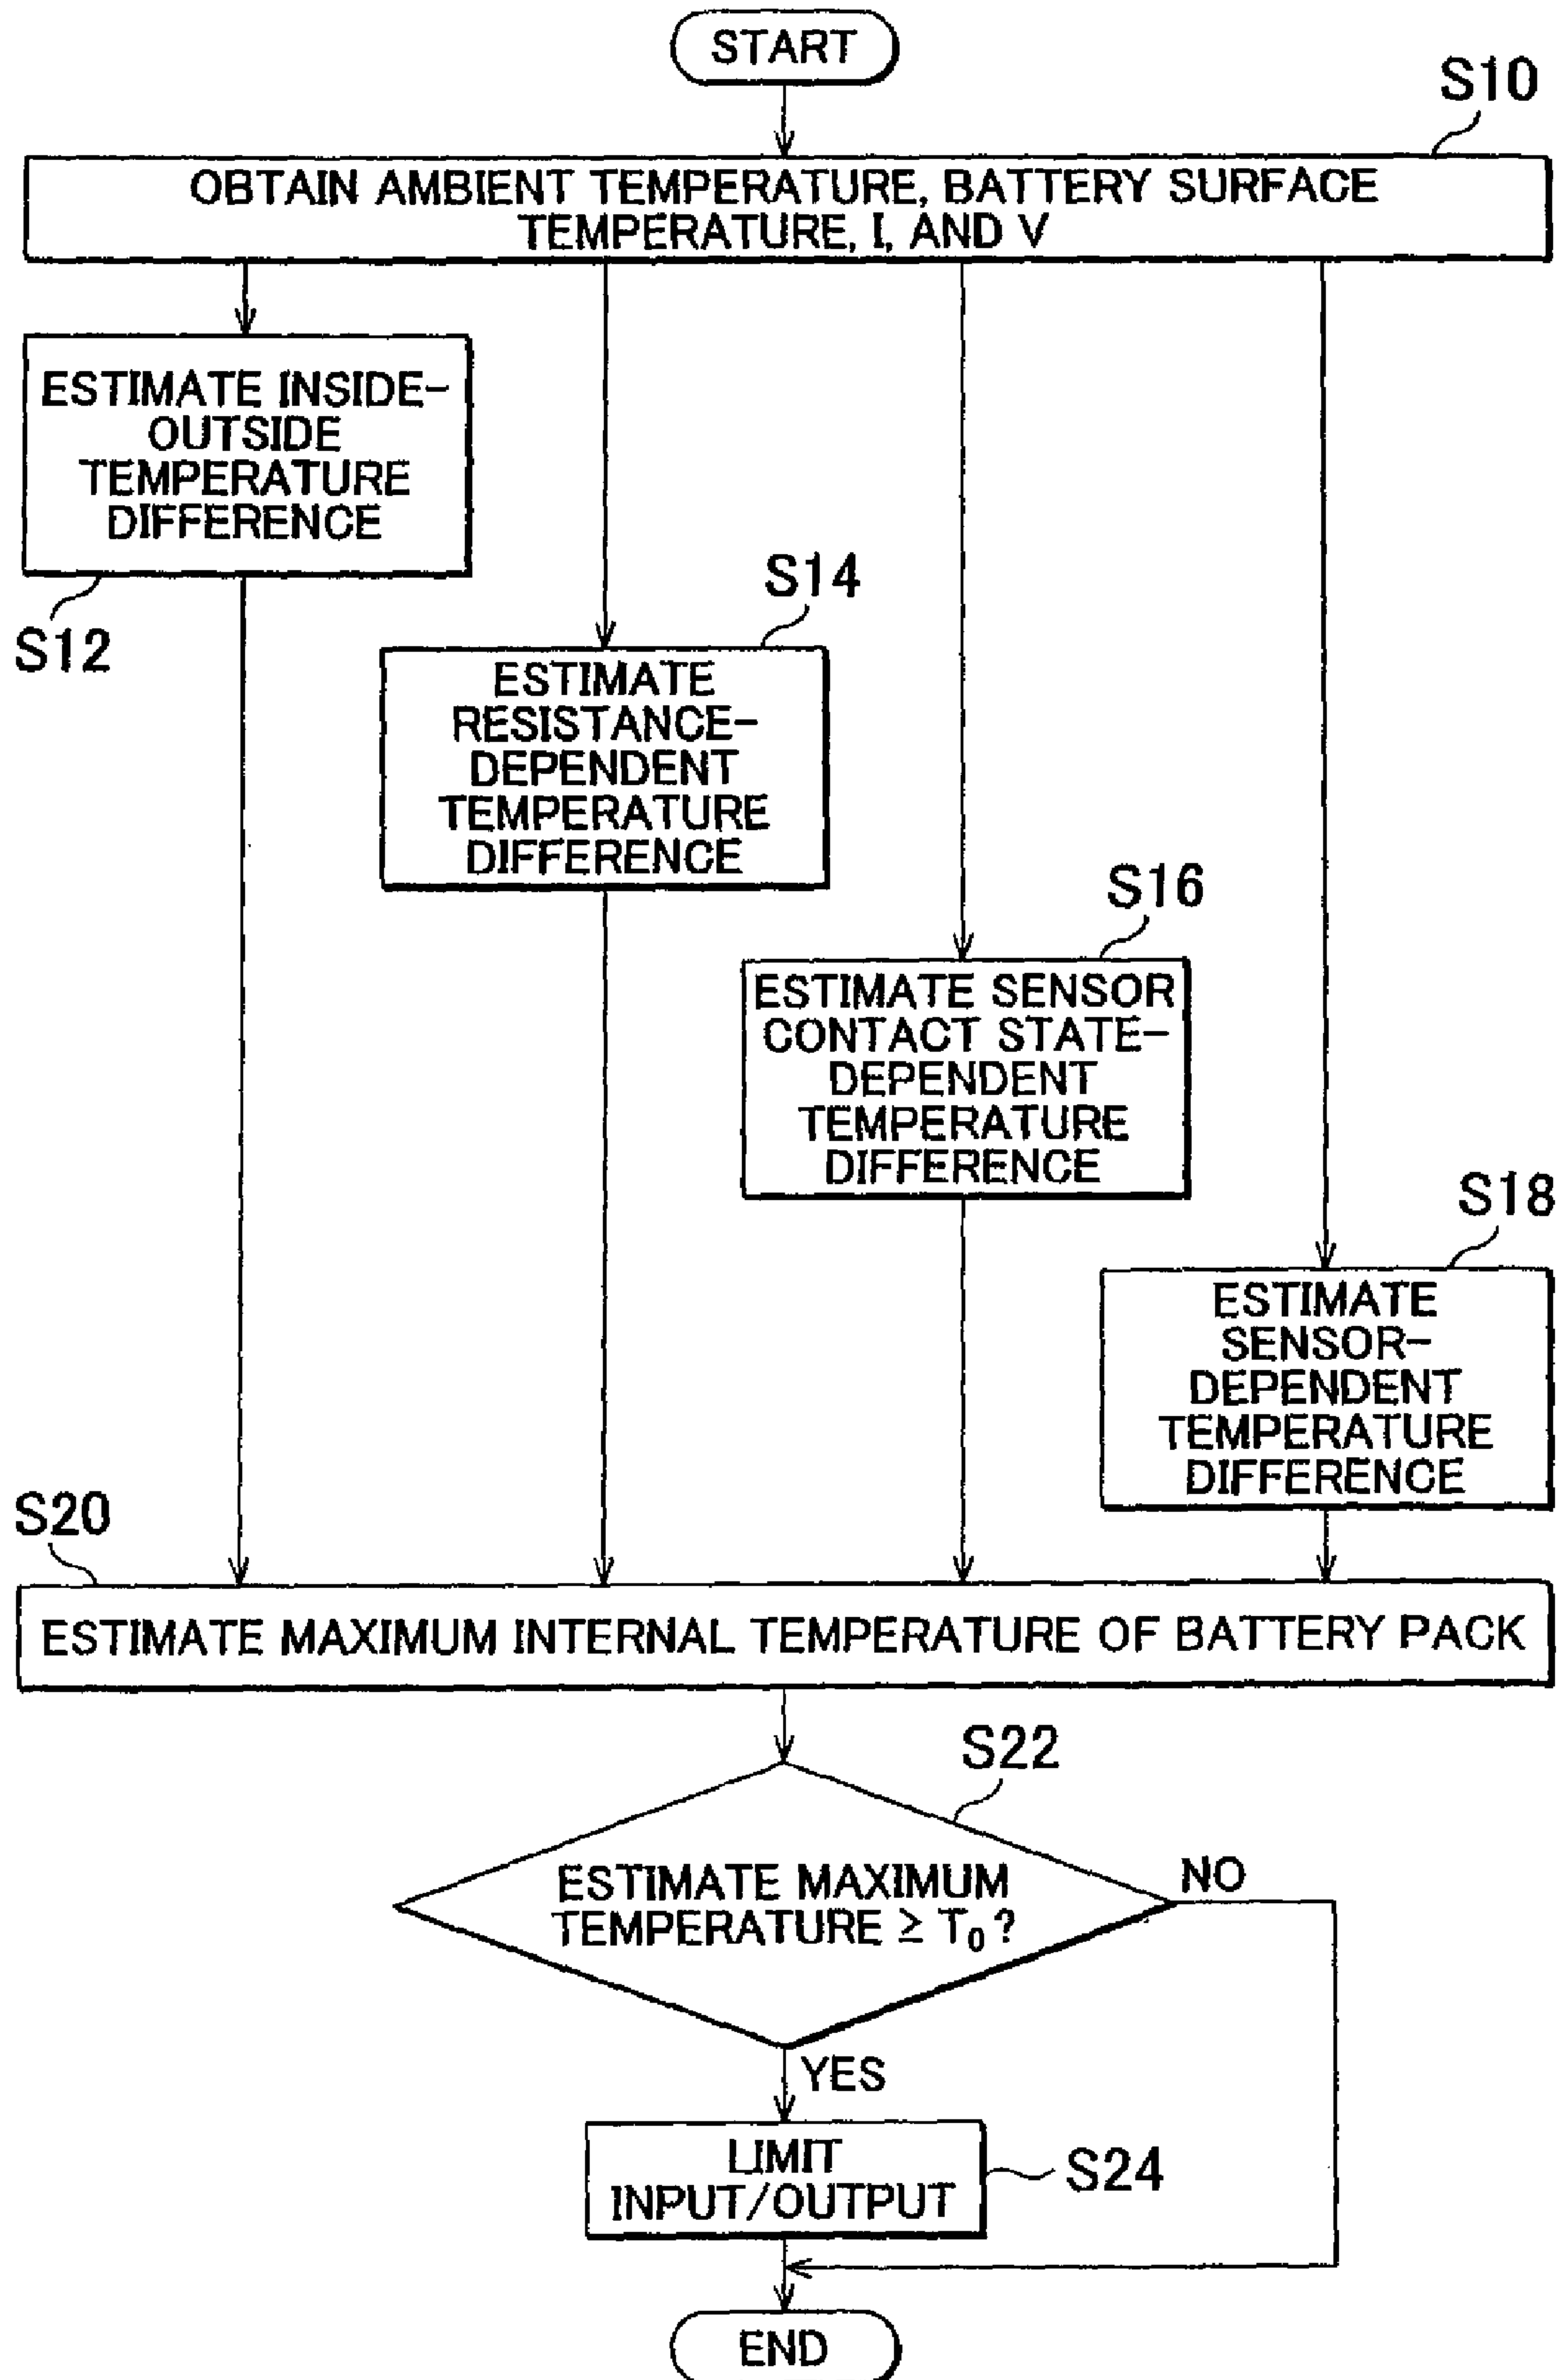 START
S10
OBTAIN AMBIENT TEMPERATURE, BATTERY SURFACE
TEMPERATURE, I, AND V
ESTIMATE INSIDE-
OUTSIDE
TEMPERATURE
DIFFERENCE
S12
S14
ESTIMATE
RESISTANCE-
DEPENDENT
TEMPERATURE
DIFFERENCE
S16
ESTIMATE SENSOR
CONTACT STATE-
DEPENDENT
TEMPERATURE
DIFFERENCE
S18
ESTIMATE
SENSOR-
DEPENDENT
TEMPERATURE
DIFFERENCE
S20
ESTIMATE MAXIMUM INTERNAL TEMPERATURE OF BATTERY PACK
S22
ESTIMATE MAXIMUM
TEMPERATURE ≥ T₀ ?
NO
YES
LIMIT
INPUT/OUTPUT
S24
END